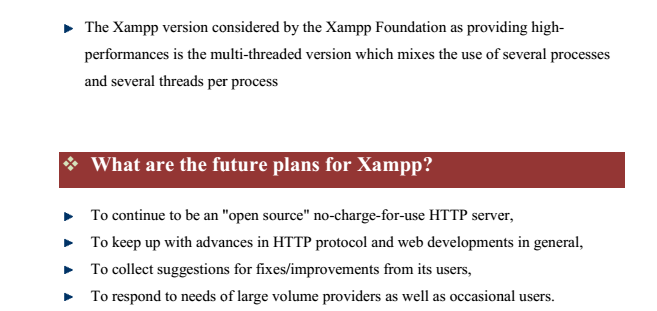 The Xampp version considered by the Xampp Foundation as providing high-
performances is the multi-threaded version which mixes the use of several processes
and several threads per process
What are the future plans for Xampp?
To continue to be an "open source" no-charge-for-use HTTP server,
To keep up with advances in HTTP protocol and web developments in general,
To collect suggestions for fixes/improvements from its users,
To respond to needs of large volume providers as well as occasional users.